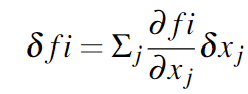 δfi = Σ_j ∂fi/∂x_j δx_j